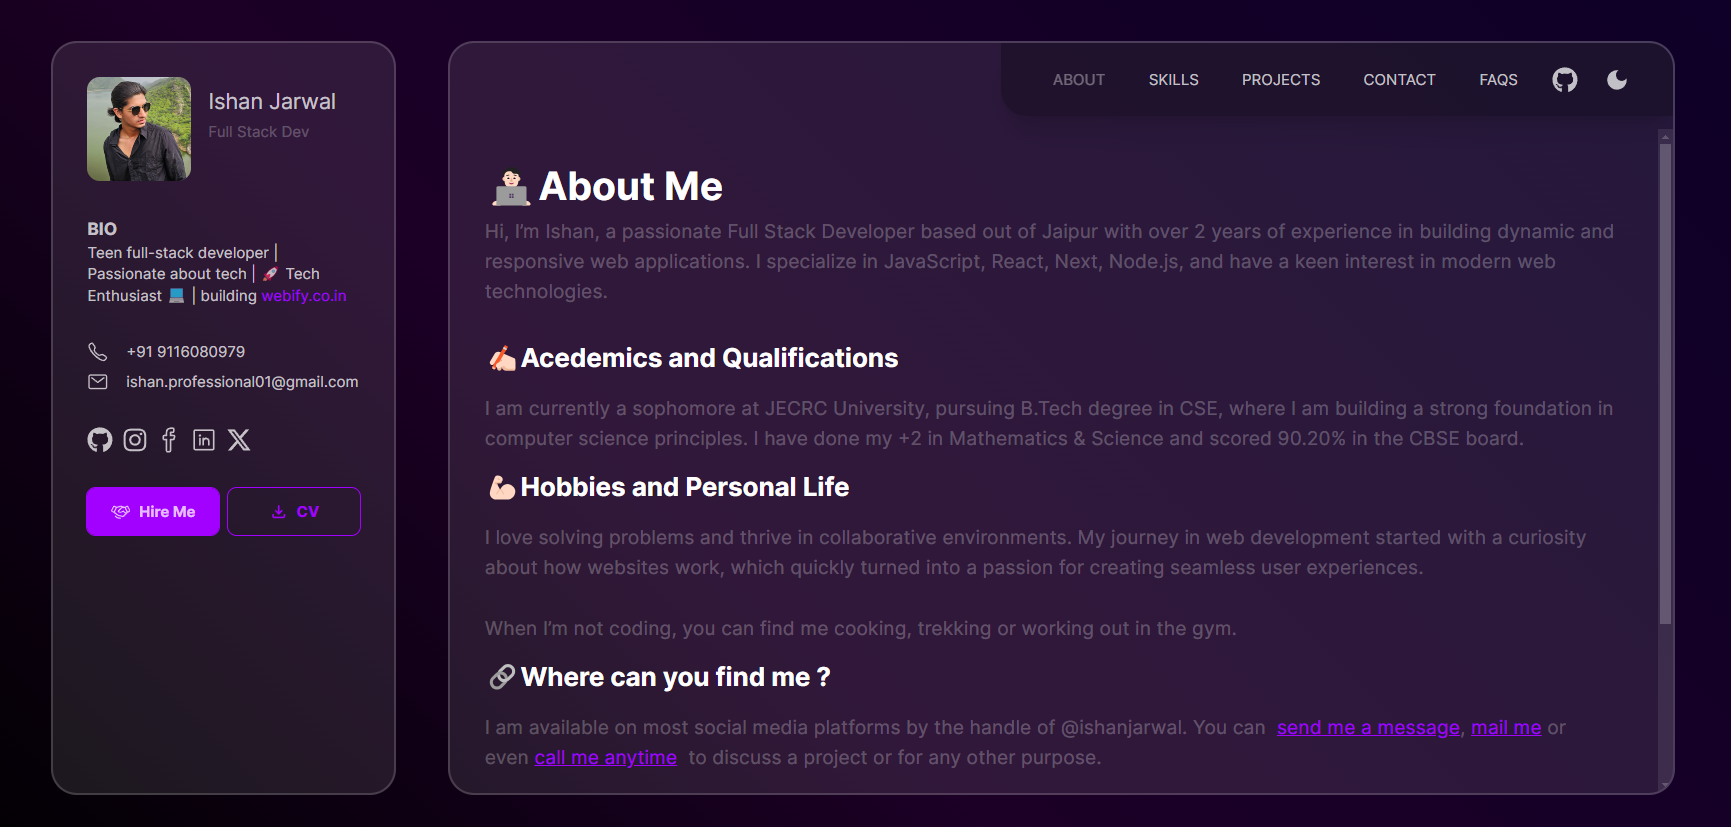 Ishan Jarwal
Full Stack Dev
BIO
Teen full-stack developer |
Passionate about tech | 🚀 Tech
Enthusiast 💻 | building webify.co.in
+91 9116080979
ishan.professional01@gmail.com
Hire Me
CV
ABOUT SKILLS PROJECTS CONTACT FAQS
👨🏻‍💻 About Me
Hi, I'm Ishan, a passionate Full Stack Developer based out of Jaipur with over 2 years of experience in building dynamic and
responsive web applications. I specialize in JavaScript, React, Next, Node.js, and have a keen interest in modern web
technologies.
✍🏻 Acedemics and Qualifications
I am currently a sophomore at JECRC University, pursuing B.Tech degree in CSE, where I am building a strong foundation in
computer science principles. I have done my +2 in Mathematics & Science and scored 90.20% in the CBSE board.
💪🏻 Hobbies and Personal Life
I love solving problems and thrive in collaborative environments. My journey in web development started with a curiosity
about how websites work, which quickly turned into a passion for creating seamless user experiences.
When I'm not coding, you can find me cooking, trekking or working out in the gym.
🔗 Where can you find me ?
I am available on most social media platforms by the handle of @ishanjarwal. You can send me a message, mail me or
even call me anytime to discuss a project or for any other purpose.